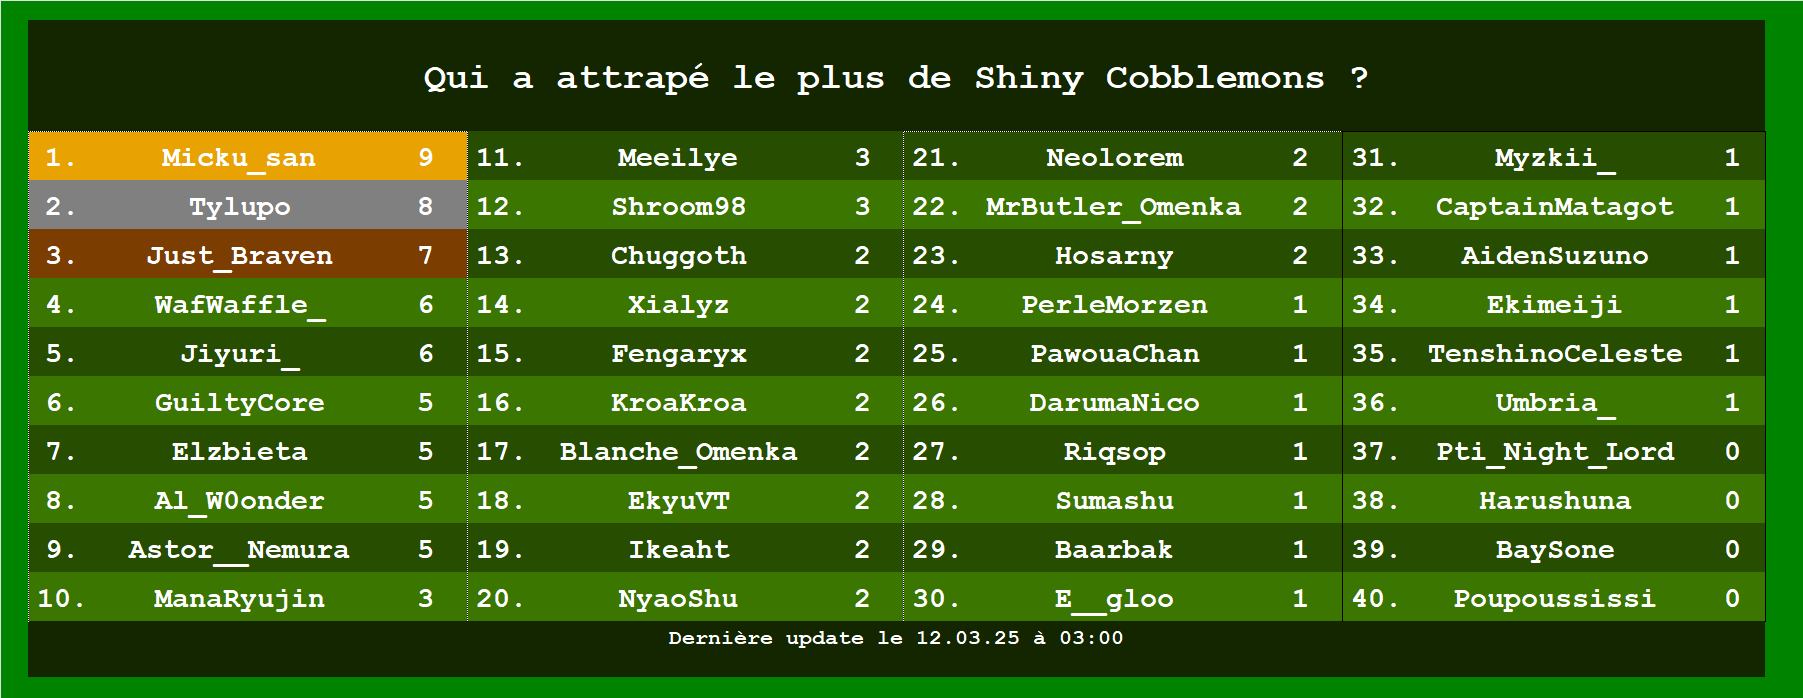 Qui a attrapé le plus de Shiny Cobblemons ?
1. Micku_san 9 11. Meeilye 3 21. Neolorem 2 31. Myzkii_ 1
2. Tylupo 8 12. Shroom98 3 22. MrButler_Omenka 2 32. CaptainMatagot 1
3. Just_Braven 7 13. Chuggoth 2 23. Hosarny 2 33. AidenSuzuno 1
4. WafWaffle_ 6 14. Xialyz 2 24. PerleMorzen 1 34. Ekimeiji 1
5. Jiyuri_ 6 15. Fengaryx 2 25. PawouaChan 1 35. TenshinoCeleste 1
6. GuiltyCore 5 16. KroaKroa 2 26. DarumaNico 1 36. Umbria_ 1
7. Elzbieta 5 17. Blanche_Omenka 2 27. Riqsop 1 37. Pti_Night_Lord 0
8. Al_W0onder 5 18. EkyuVT 2 28. Sumashu 1 38. Harushuna 0
9. Astor__Nemura 5 19. Ikeaht 2 29. Baarbak 1 39. BaySone 0
10. ManaRyujin 3 20. NyaoShu 2 30. E__gloo 1 40. Poupoussissi 0
Dernière update le 12.03.25 à 03:00